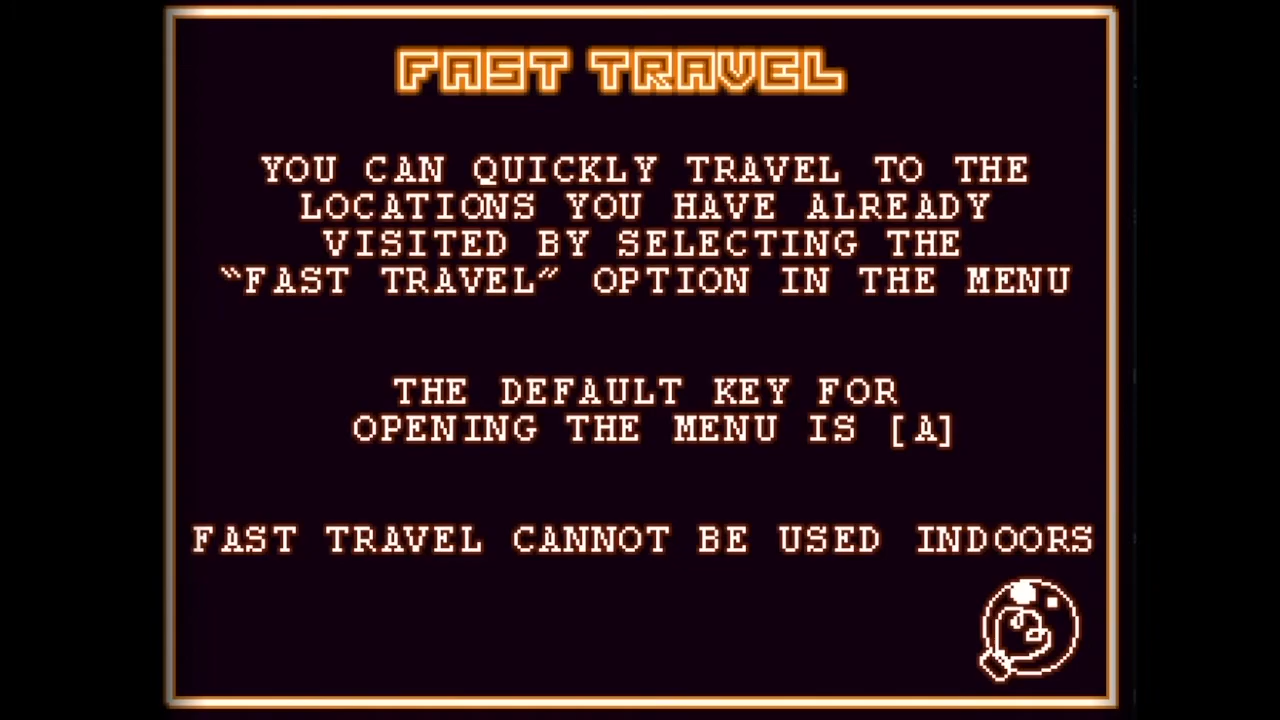 FAST TRAVEL
YOU CAN QUICKLY TRAVEL TO THE
LOCATIONS YOU HAVE ALREADY
VISITED BY SELECTING THE
“FAST TRAVEL” OPTION IN THE MENU
THE DEFAULT KEY FOR
OPENING THE MENU IS [A]
FAST TRAVEL CANNOT BE USED INDOORS